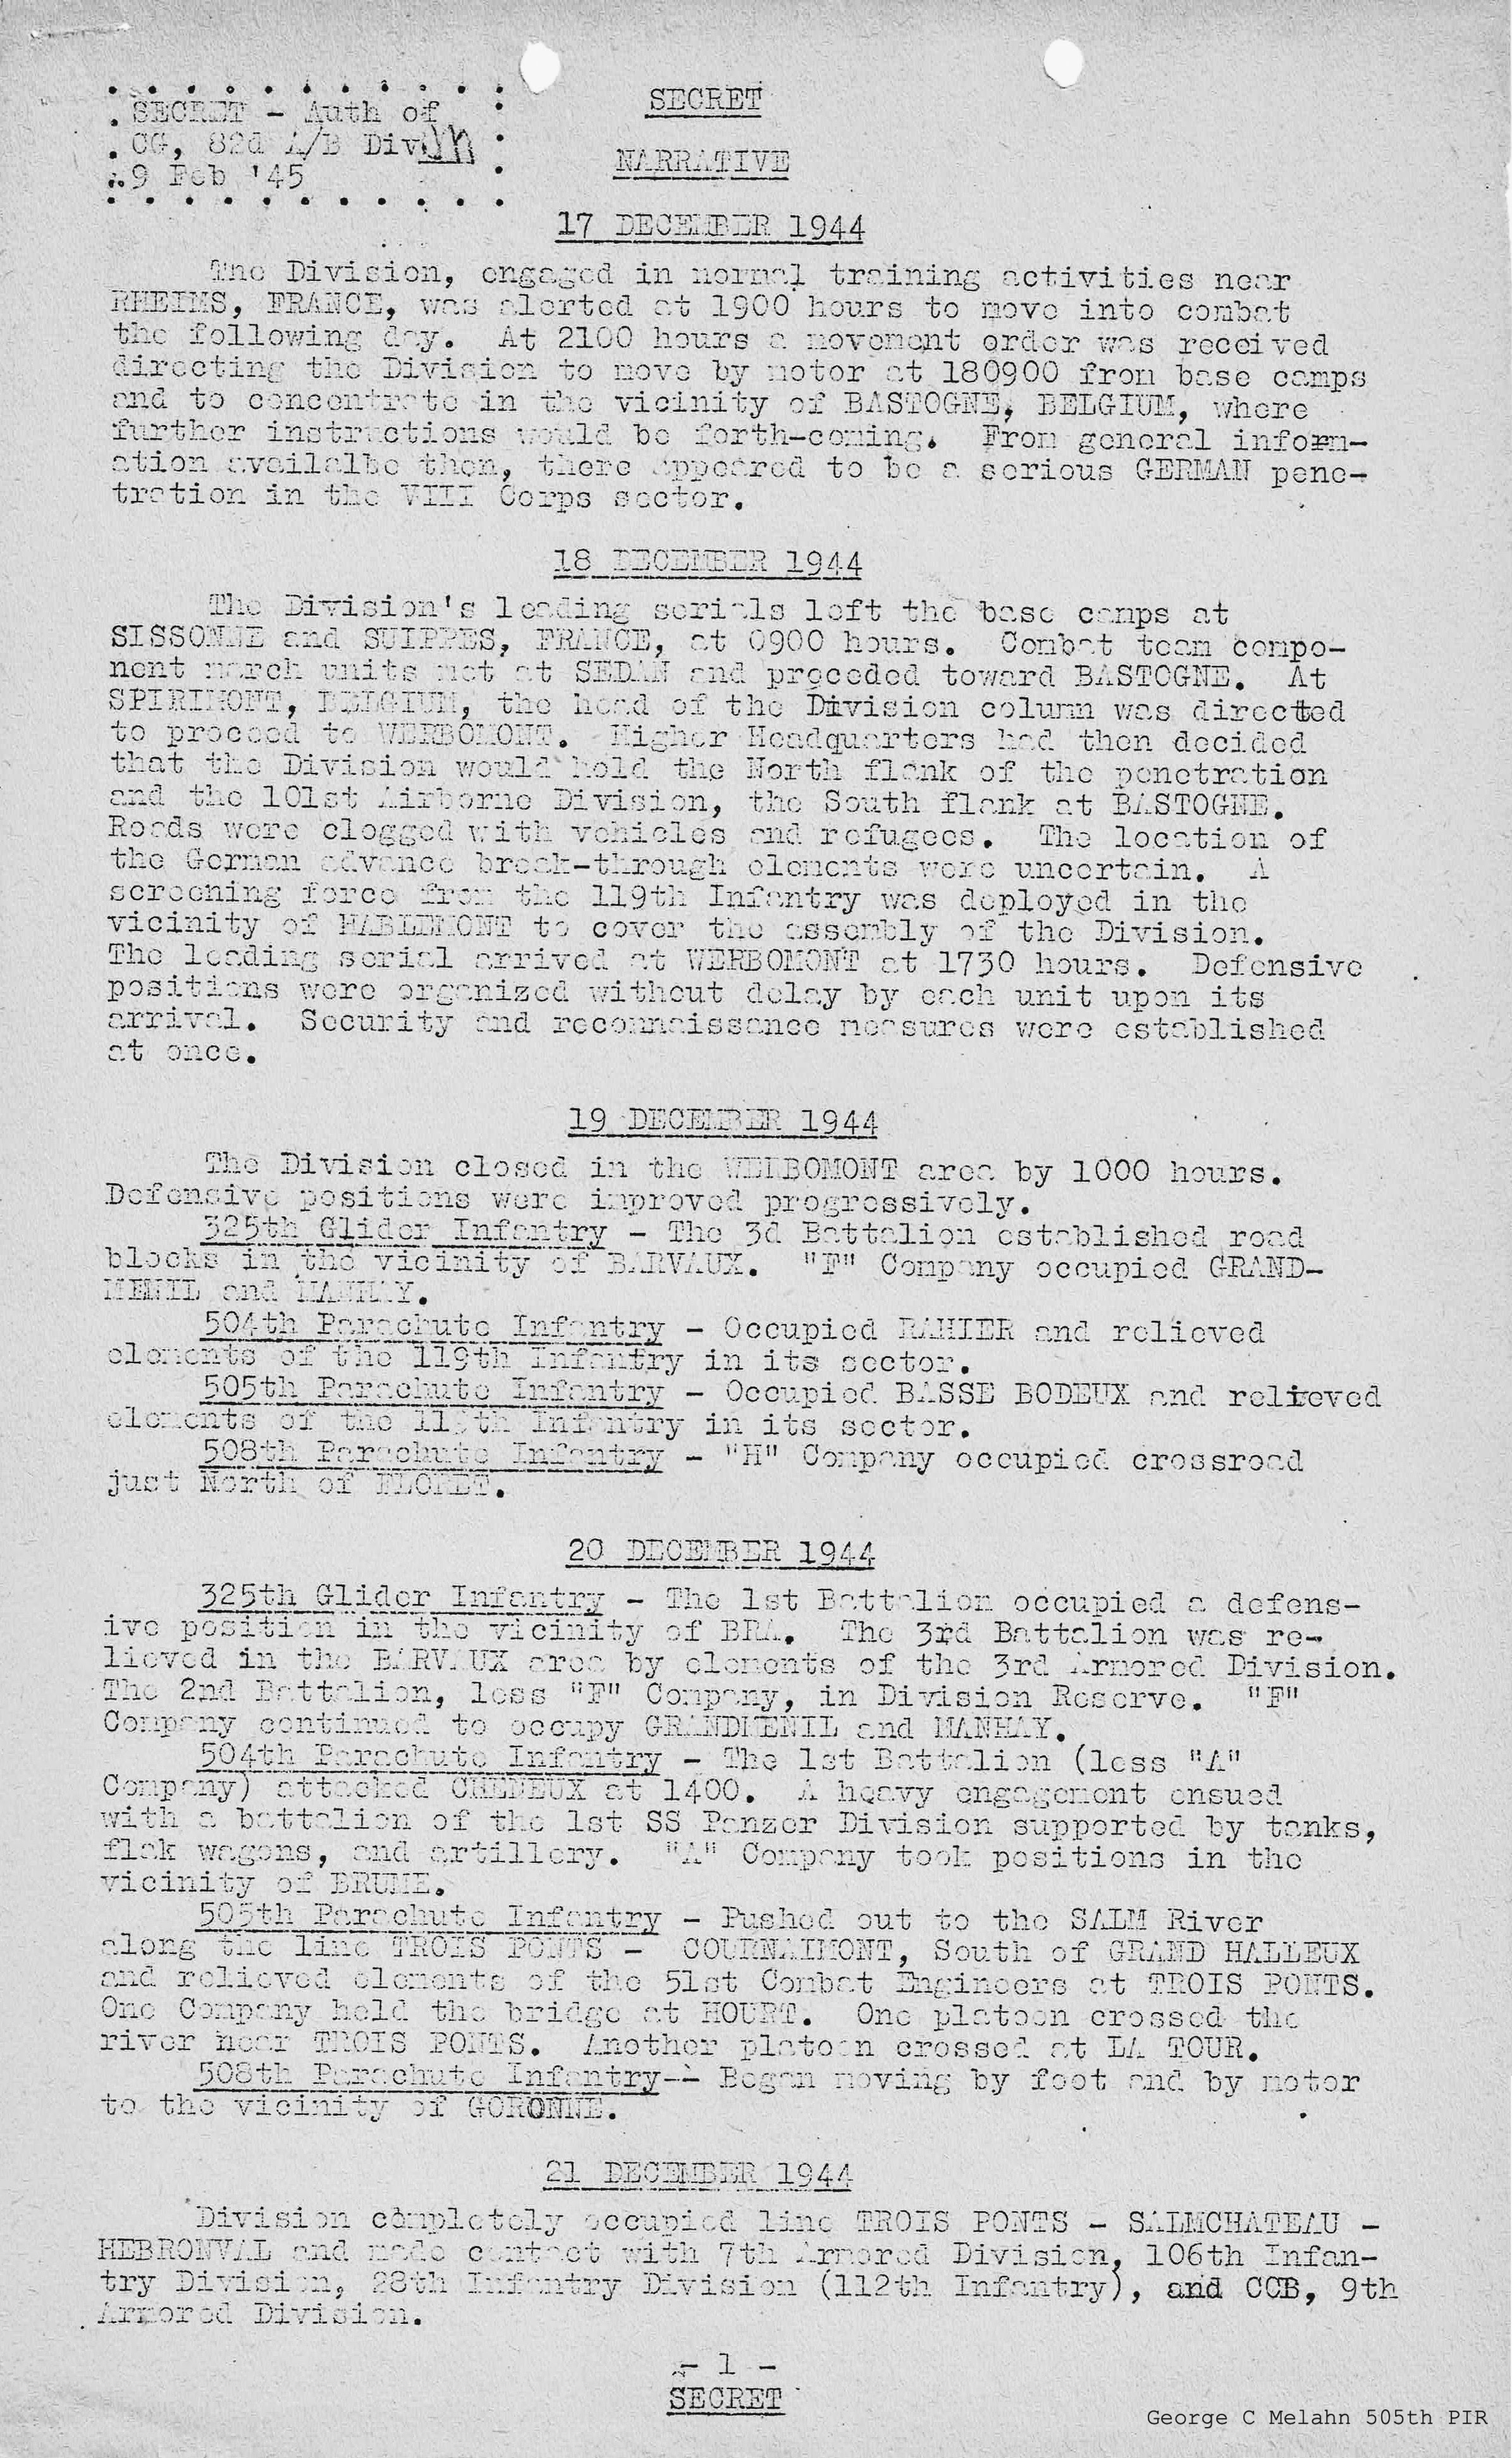 SECRET - Auth of
CG, 82d A/B Div
9 Feb '45
SECRET
NARRATIVE
17 DECEMBER 1944
The Division, engaged in normal training activities near
RHEIMS, FRANCE, was alerted at 1900 hours to move into combat
the following day. At 2100 hours a movement order was received
directing the Division to move by motor at 180900 from base camps
and to concentrate in the vicinity of BASTOGNE, BELGIUM, where
further instructions would be forth-coming. From general inform-
ation availalbe then, there appeared to be a serious GERMAN pene-
tration in the VIII Corps sector.
18 DECEMBER 1944
The Division's leading serials left the base camps at
SISSONNE and SUIPPES, FRANCE, at 0900 hours. Combat team compo-
nent march units met at SEDAN and proceded toward BASTOGNE. At
SPIRIMONT, BELGIUM, the head of the Division column was directed
to proceed to WERBOMONT. Higher Headquarters had then decided
that the Division would hold the North flank of the penetration
and the 101st Airborne Division, the South flank at BASTOGNE.
Roads were clogged with vehicles and refugees. The location of
the German advance break-through elements were uncertain. A
screening force from the 119th Infantry was deployed in the
vicinity of HABIEMONT to cover the assembly of the Division.
The leading serial arrived at WERBOMONT at 1730 hours. Defensive
positions were organized without delay by each unit upon its
arrival. Security and reconnaissance measures were established
at once.
19 DECEMBER 1944
The Division closed in the WERBOMONT area by 1000 hours.
Defensive positions were improved progressively.
325th Glider Infantry - The 3d Battalion established road
blocks in the vicinity of BARVAUX. "F" Company occupied GRAND-
MENIL and MANHAY.
504th Parachute Infantry - Occupied RAHIER and relieved
elements of the 119th Infantry in its sector.
505th Parachute Infantry - Occupied BASSE BODEUX and relieved
elements of the 119th Infantry in its sector.
508th Parachute Infantry - "H" Company occupied crossroad
just North of FLORET.
20 DECEMBER 1944
325th Glider Infantry - The 1st Battalion occupied a defens-
ive position in the vicinity of BRA. The 3rd Battalion was re-
lieved in the BARVAUX area by elements of the 3rd Armored Division.
The 2nd Battalion, less "F" Company, in Division Reserve. "F"
Company continued to occupy GRANDMENIL and MANHAY.
504th Parachute Infantry - The 1st Battalion (less "A"
Company) attacked CHENEUX at 1400. A heavy engagement ensued
with a battalion of the 1st SS Panzer Division supported by tanks,
flak wagons, and artillery. "A" Company took positions in the
vicinity of BRUME.
505th Parachute Infantry - Pushed out to the SALM River
along the line TROIS PONTS - COURNAIMONT, South of GRAND HALLEUX
and relieved elements of the 51st Combat Engineers at TROIS PONTS.
One Company held the bridge at HOURT. One platoon crossed the
river near TROIS PONTS. Another platoon crossed at LA TOUR.
508th Parachute Infantry-- Began moving by foot and by motor
to the vicinity of GORONNE.
21 DECEMBER 1944
Division completely occupied line TROIS PONTS - SALMCHATEAU -
HEBRONVAL and made contact with 7th Armored Division, 106th Infan-
try Division, 28th Infantry Division (112th Infantry), and CCB, 9th
Armored Division.
- 1 -
SECRET
George C Melahn 505th PIR